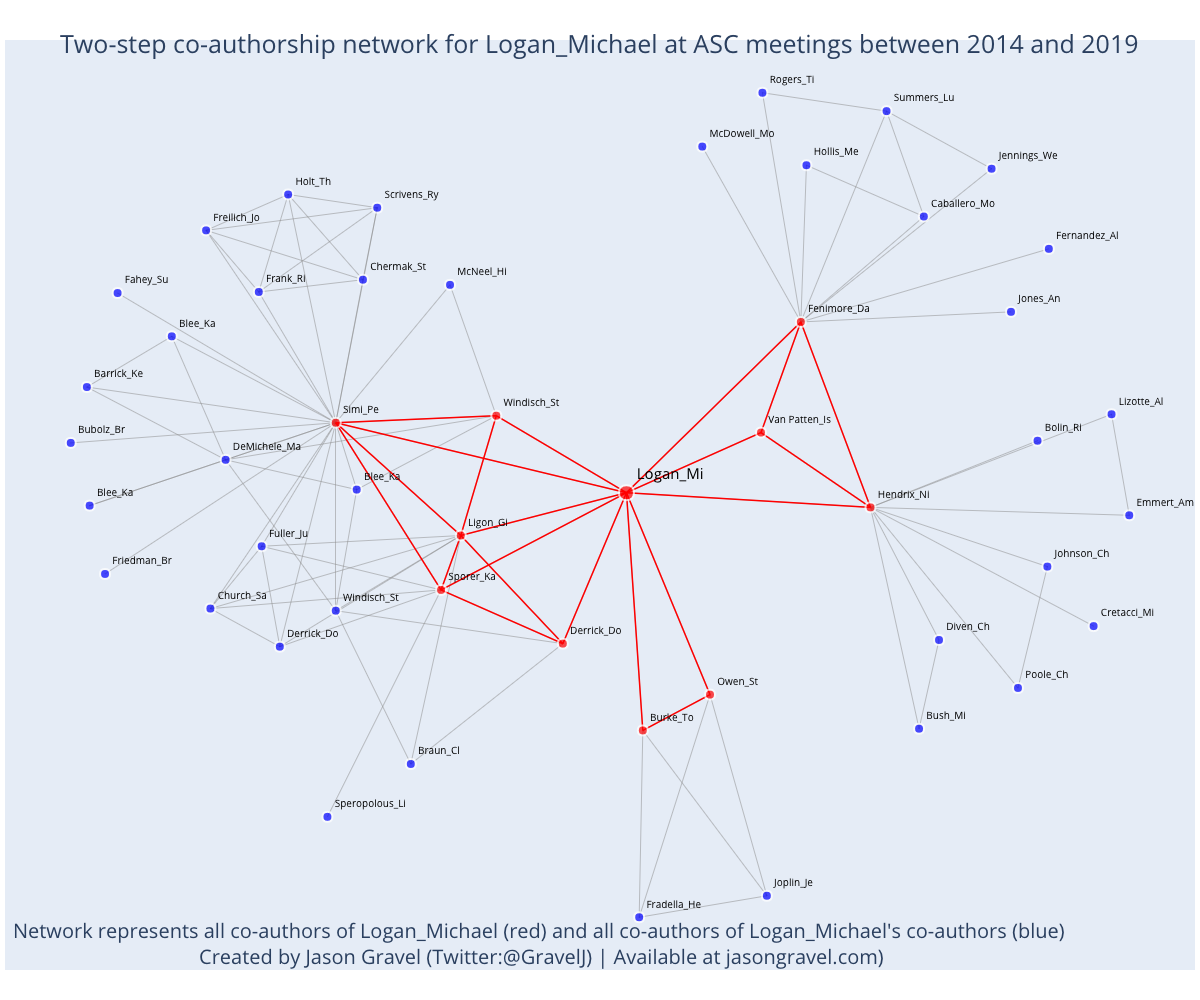 Two-step co-authorship network for Logan_Michael at ASC meetings between 2014 and 2019
Rogers_Ti
Summers_Lu
McDowell_Mo
Hollis_Me
Jennings_We
Holt_Th
Scrivens_Ry
Caballero_Mo
Freilich_Jo
Fernandez_Al
Chermak_St
McNeel_Hi
Frank_Ri
Fahey_Su
Jones_An
Fenimore_Da
Blee_Ka
Barrick_Ke
Windisch_St
Lizotte_Al
Simi_Pe
Van Patten_Is
Bubolz_Br
Bolin_Ri
DeMichele_Ma
Blee_Ka
Logan_Mi
Blee_Ka
Hendrix_Ni
Emmert_Am
Ligon_Gi
Fuller_Ju
Johnson_Ch
Friedman_Br
Sporer_Ka
Church_Sa
Windisch_St
Cretacci_Mi
Derrick_Do
Derrick_Do
Diven_Ch
Poole_Ch
Owen_St
Burke_To
Bush_Mi
Braun_Cl
Speropolous_Li
Joplin_Je
Fradella_He
Network represents all co-authors of Logan_Michael (red) and all co-authors of Logan_Michael's co-authors (blue)
Created by Jason Gravel (Twitter:@GravelJ) | Available at jasongravel.com)